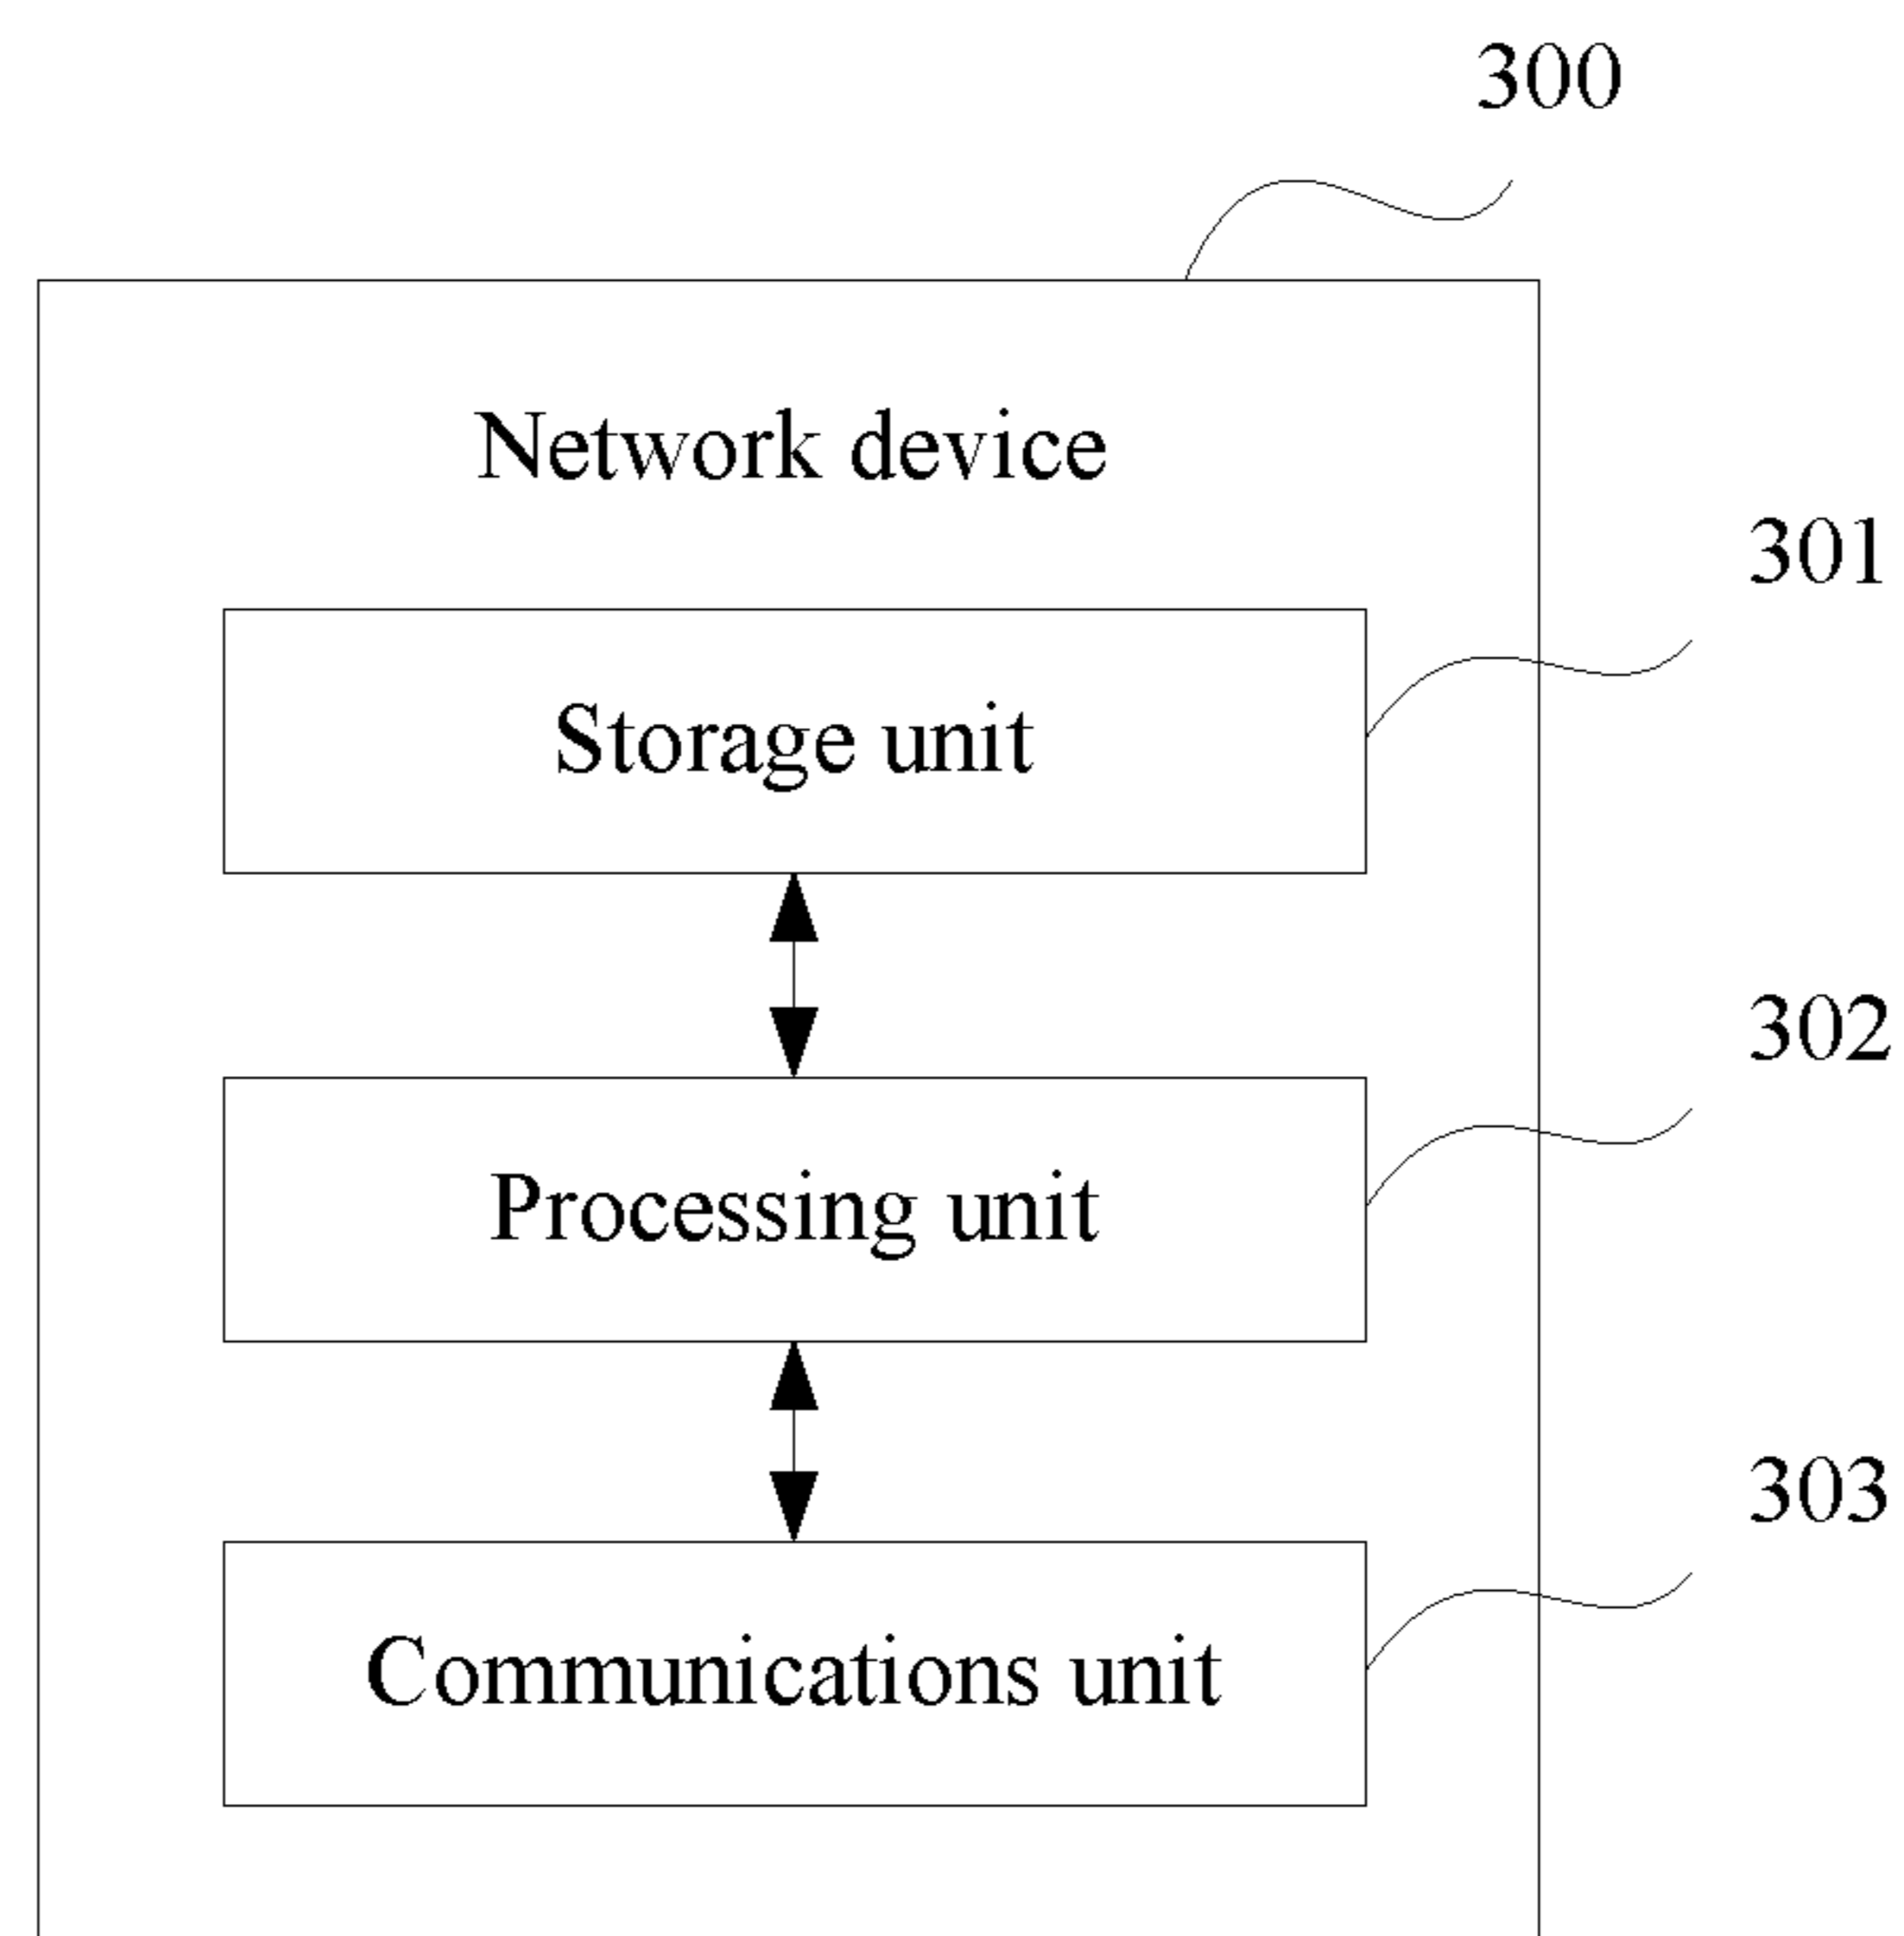 300
Network device
301
Storage unit
302
Processing unit
303
Communications unit